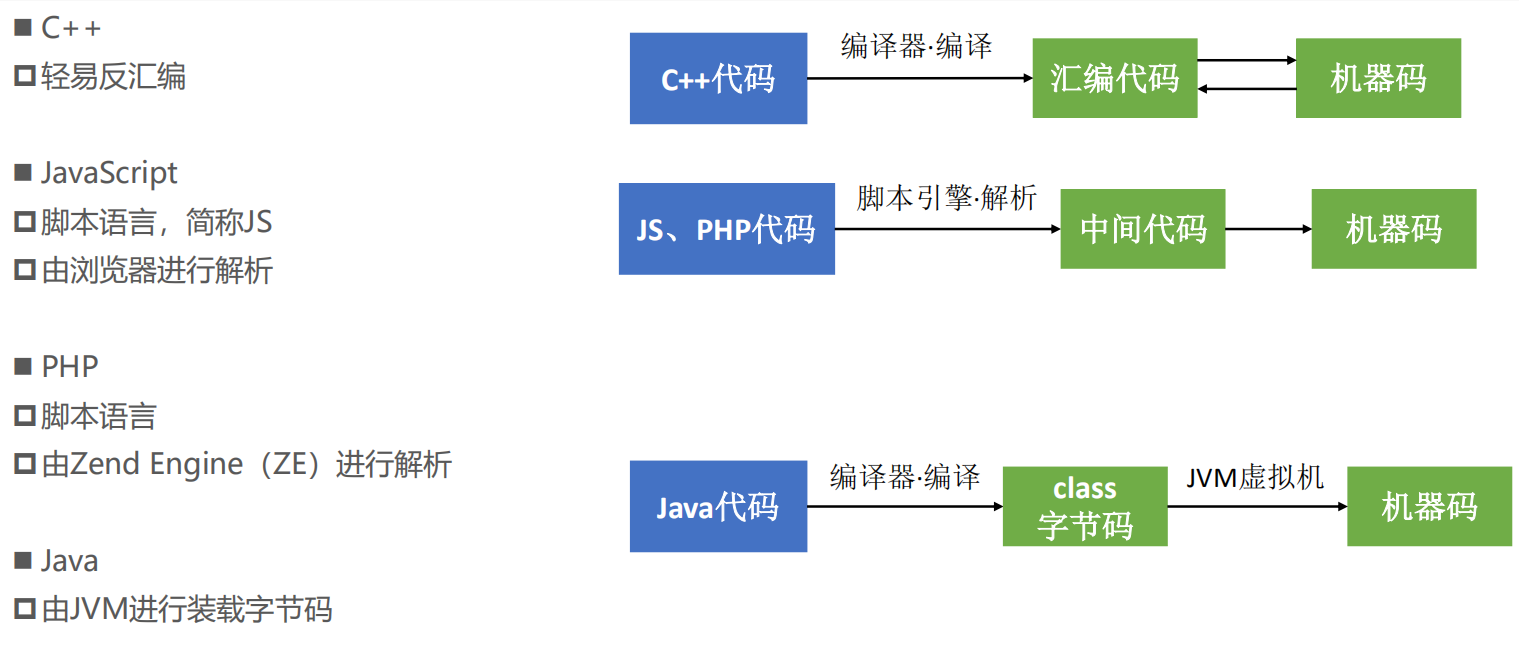 ■ C++
轻易反汇编
■ JavaScript
脚本语言，简称JS
由浏览器进行解析
■ PHP
脚本语言
由Zend Engine（ZE）进行解析
■ Java
由JVM进行装载字节码
C++代码
编译器·编译
汇编代码
机器码
JS、PHP代码
脚本引擎·解析
中间代码
机器码
Java代码
编译器·编译
class
字节码
JVM虚拟机
机器码